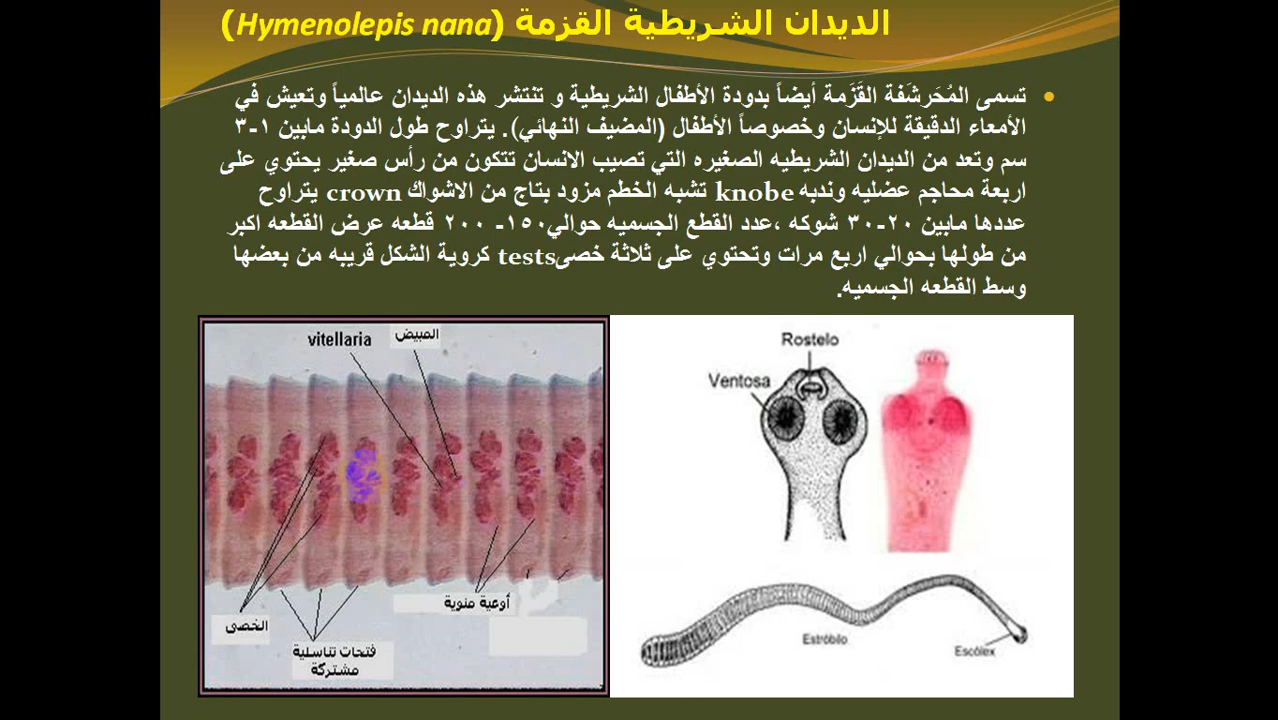 الديدان الشريطية القزمة (Hymenolepis nana)
تسمى المُحَرشَفة القَزَمة أيضاً بدودة الأطفال الشريطية و تنتشر هذه الديدان عالمياً وتعيش في
الأمعاء الدقيقة للإنسان وخصوصاً الأطفال (المضيف النهائي). يتراوح طول الدودة مابين ١-٣
سم وتعد من الديدان الشريطيه الصغيره التي تصيب الانسان تتكون من رأس صغير يحتوي على
اربعة محاجم عضليه وندبه knobe تشبه الخطم مزود بتاج من الاشواك crown يتراوح
عددها مابين ٢٠-٣٠ شوكه ،عدد القطع الجسميه حوالي١٥٠- ٢٠٠ قطعه عرض القطعه اكبر
من طولها بحوالي اربع مرات وتحتوي على ثلاثة خصىtests كروية الشكل قريبه من بعضها
وسط القطعه الجسميه.
vitellaria
المبيض
أوعية منوية
الخصى
فتحات تناسلية
مشتركة
Rostelo
Ventosa
Estróbilo
Escólex